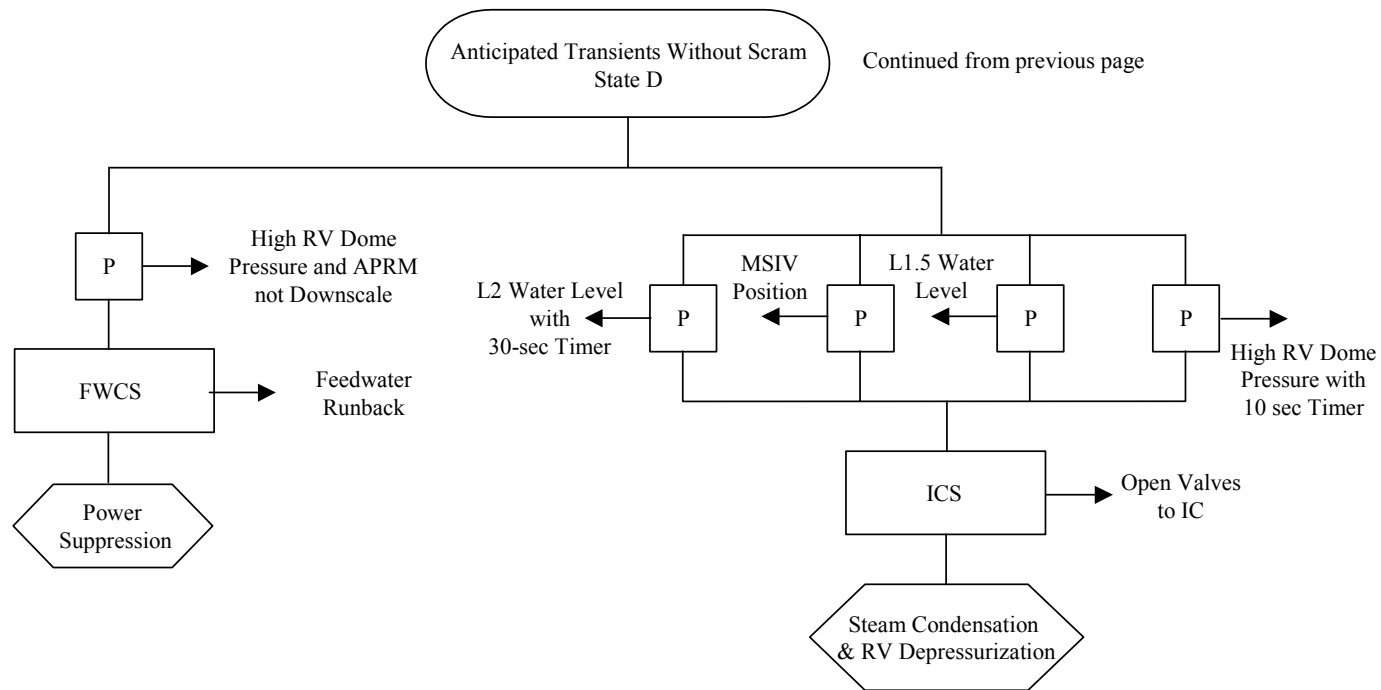 Anticipated Transients Without Scram
State D
Continued from previous page
P
High RV Dome
Pressure and APRM
not Downscale
FWCS
Feedwater
Runback
Power
Suppression
L2 Water Level
with
30-sec Timer
P
MSIV
Position
P
L1.5 Water
Level
P
P
High RV Dome
Pressure with
10 sec Timer
ICS
Open Valves
to IC
Steam Condensation
& RV Depressurization